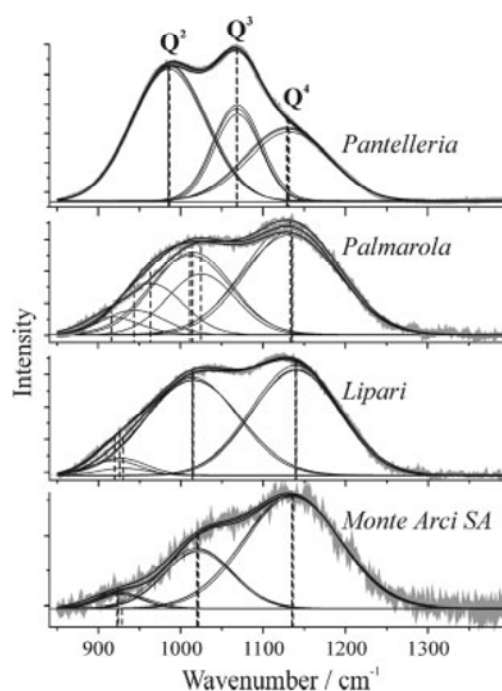 Q²
Q³
Q⁴
Pantelleria
Palmarola
Lipari
Monte Arci SA
Intensity
900 1000 1100 1200 1300
Wavenumber / cm⁻¹